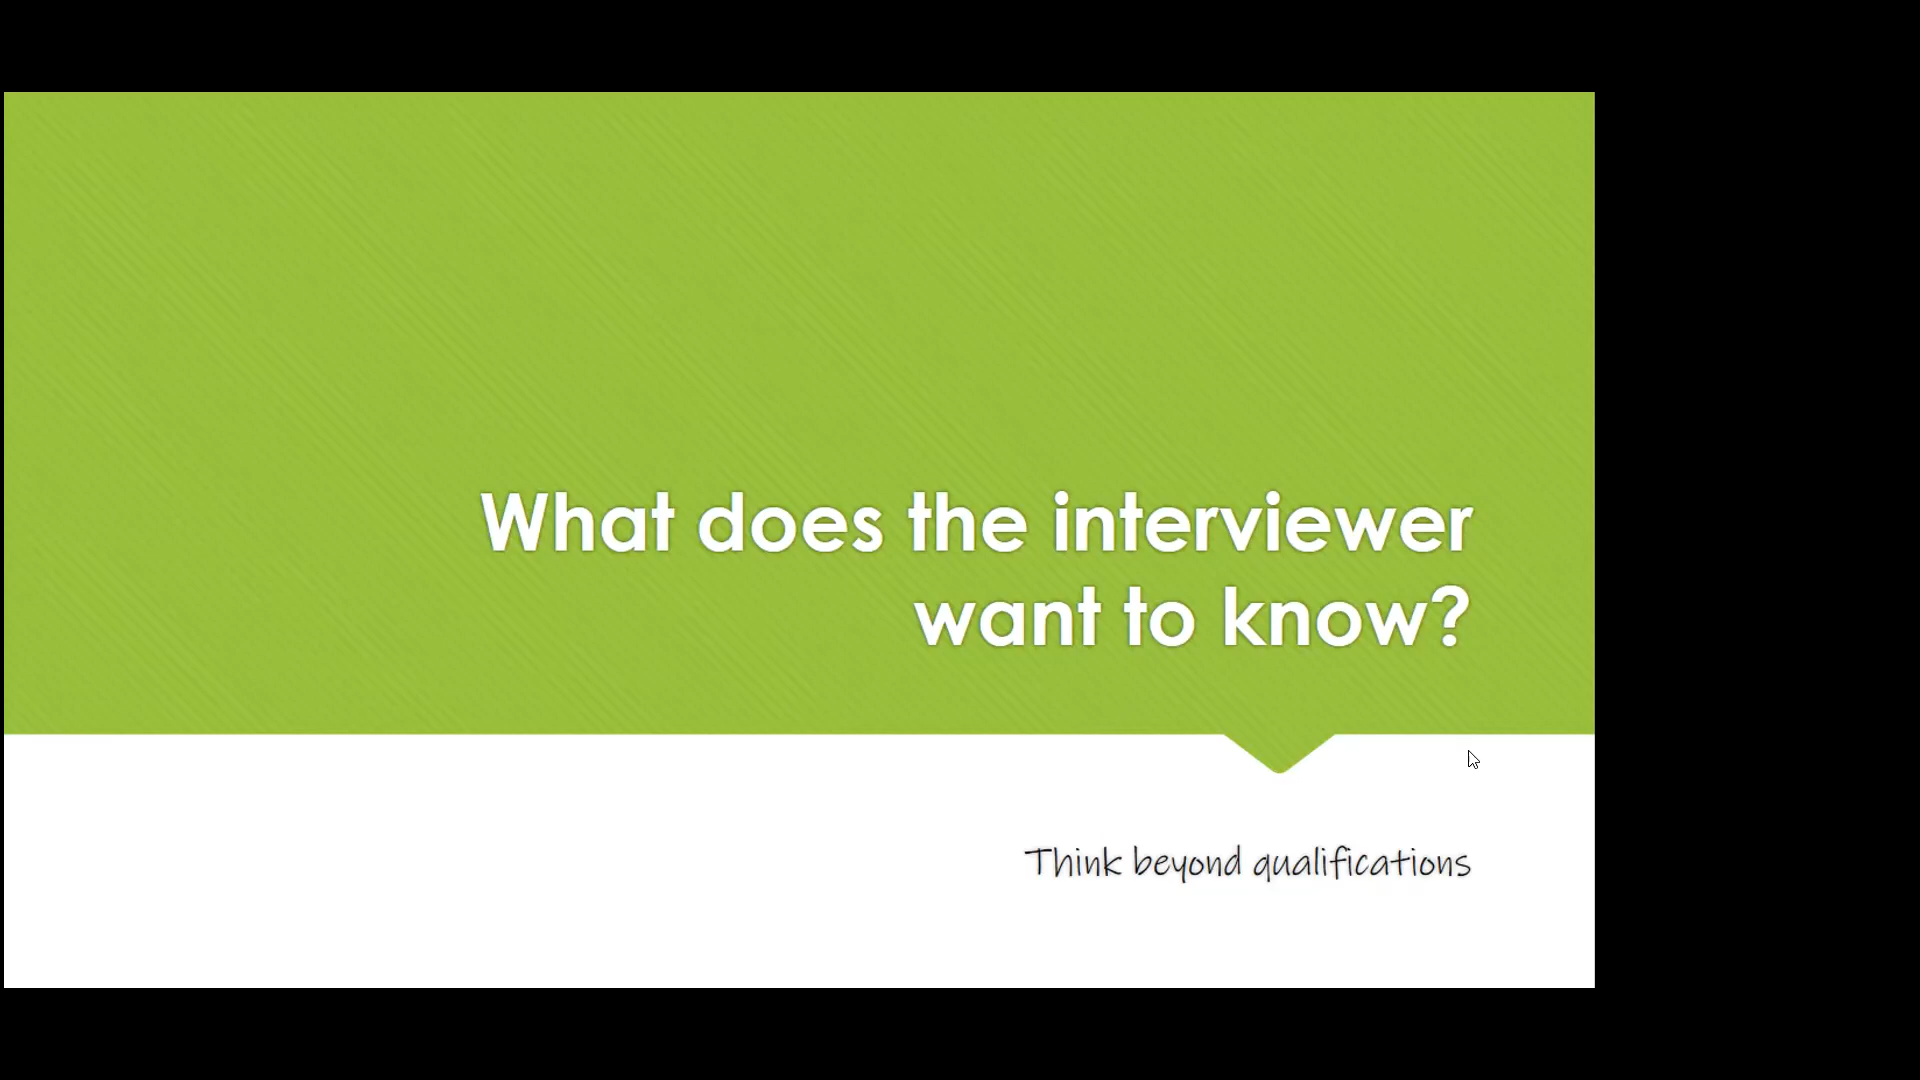 What does the interviewer
want to know?
Think beyond qualifications